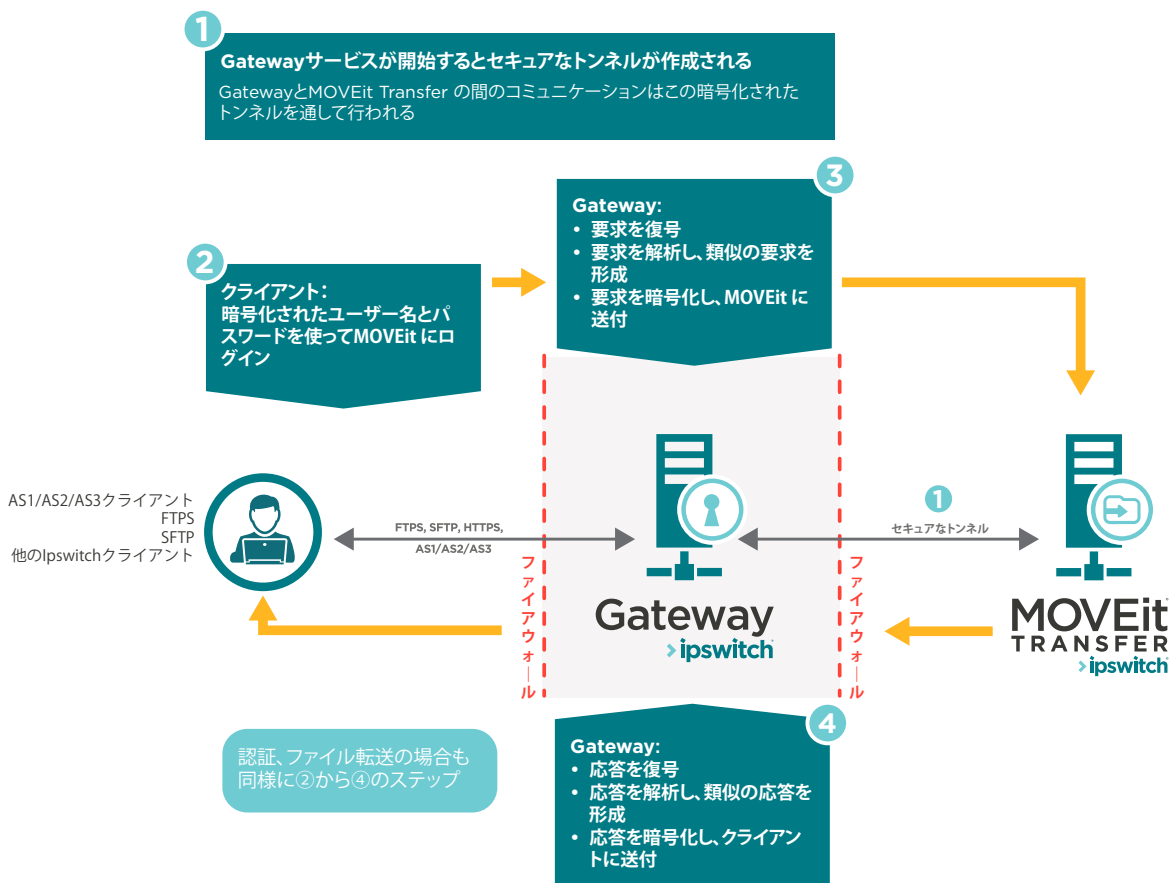 1
Gatewayサービスが開始するとセキュアなトンネルが作成される
GatewayとMOVEit Transfer の間のコミュニケーションはこの暗号化された
トンネルを通して行われる
2
クライアント：
暗号化されたユーザー名とパ
スワードを使ってMOVEit にロ
グイン
3
Gateway:
• 要求を復号
• 要求を解析し、類似の要求を
形成
• 要求を暗号化し、MOVEit に
送付
AS1/AS2/AS3クライアント
FTPS
SFTP
他のIpswitchクライアント
FTPS, SFTP, HTTPS,
AS1/AS2/AS3
ファイアウォール
Gateway
ipswitch
1
セキュアなトンネル
ファイアウォール
MOVEit
TRANSFER
ipswitch
認証、ファイル転送の場合も
同様に②から④のステップ
4
Gateway:
• 応答を復号
• 応答を解析し、類似の応答を
形成
• 応答を暗号化し、クライアン
トに送付